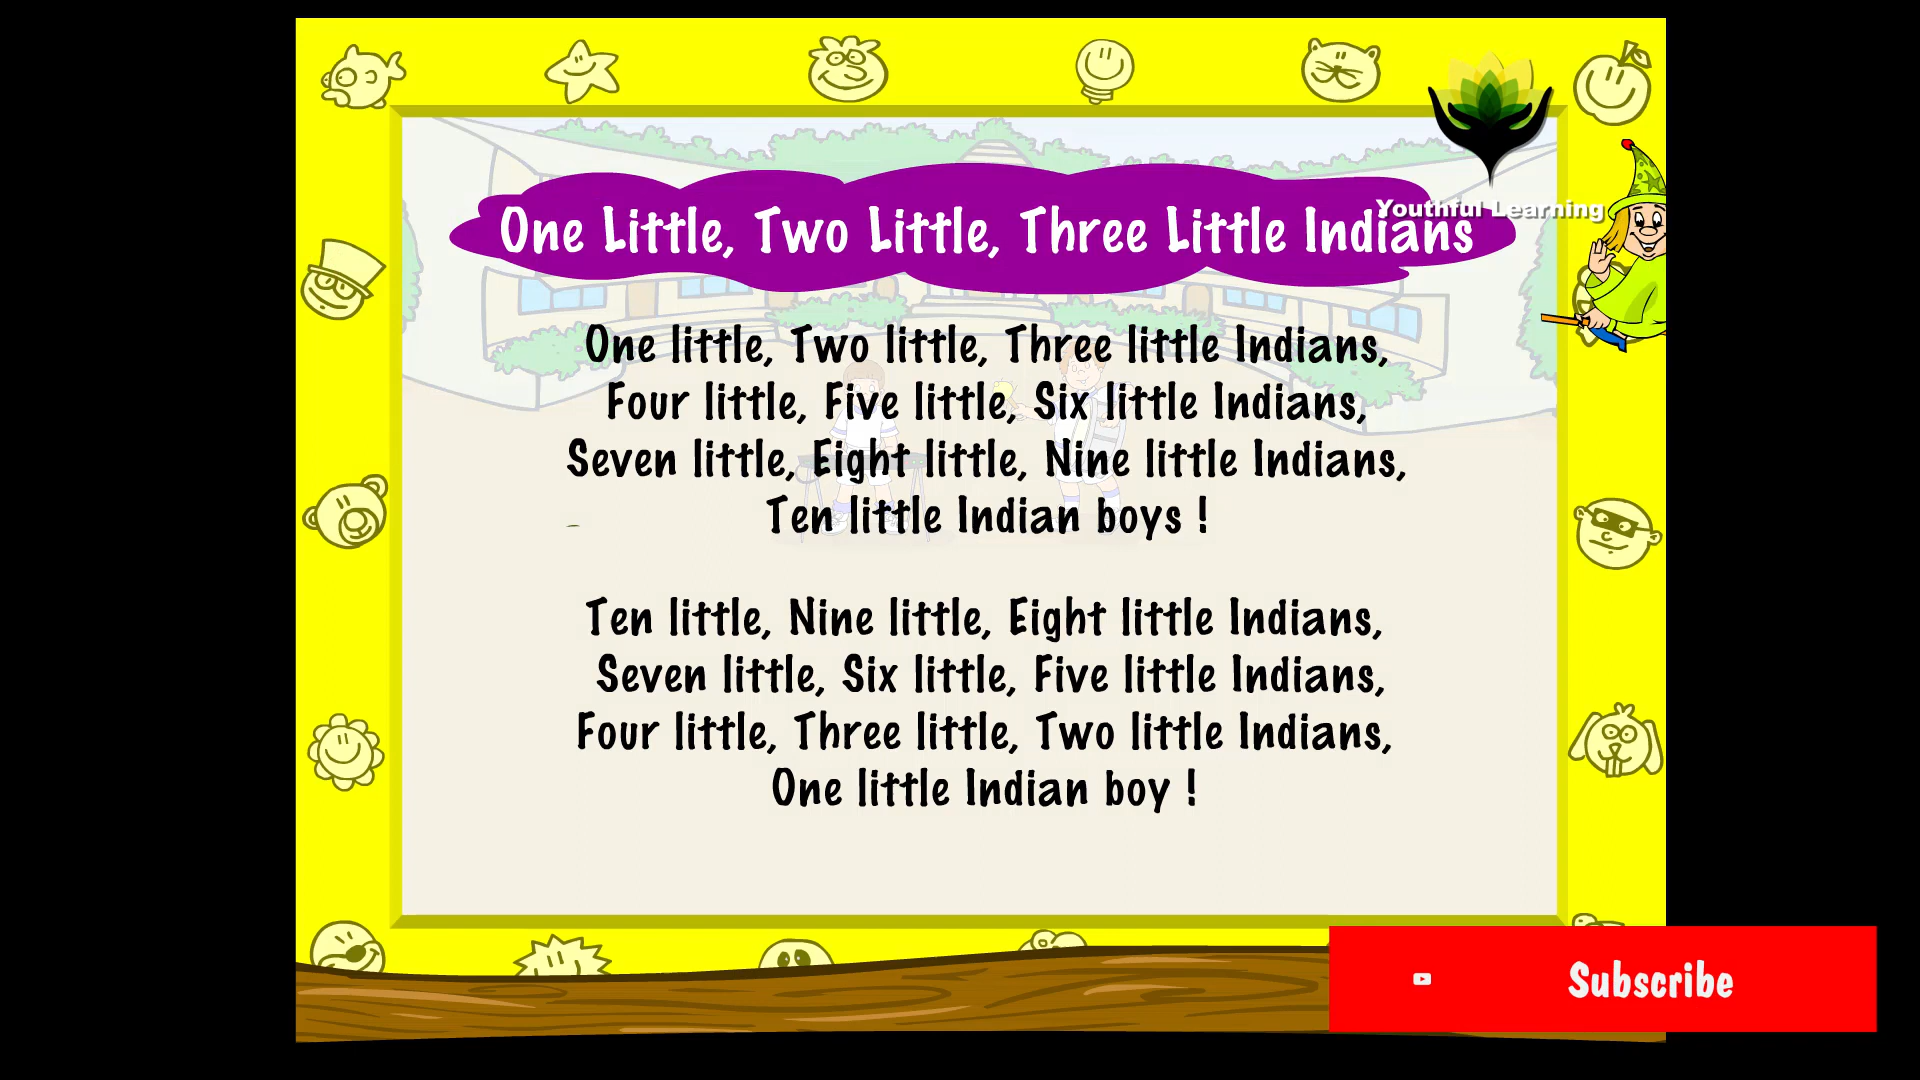 Youthful Learning
One Little, Two Little, Three Little Indians
One little, Two little, Three little Indians,
Four little, Five little, Six little Indians,
Seven little, Eight little, Nine little Indians,
Ten little Indian boys !
Ten little, Nine little, Eight little Indians,
Seven little, Six little, Five little Indians,
Four little, Three little, Two little Indians,
One little Indian boy !
Subscribe